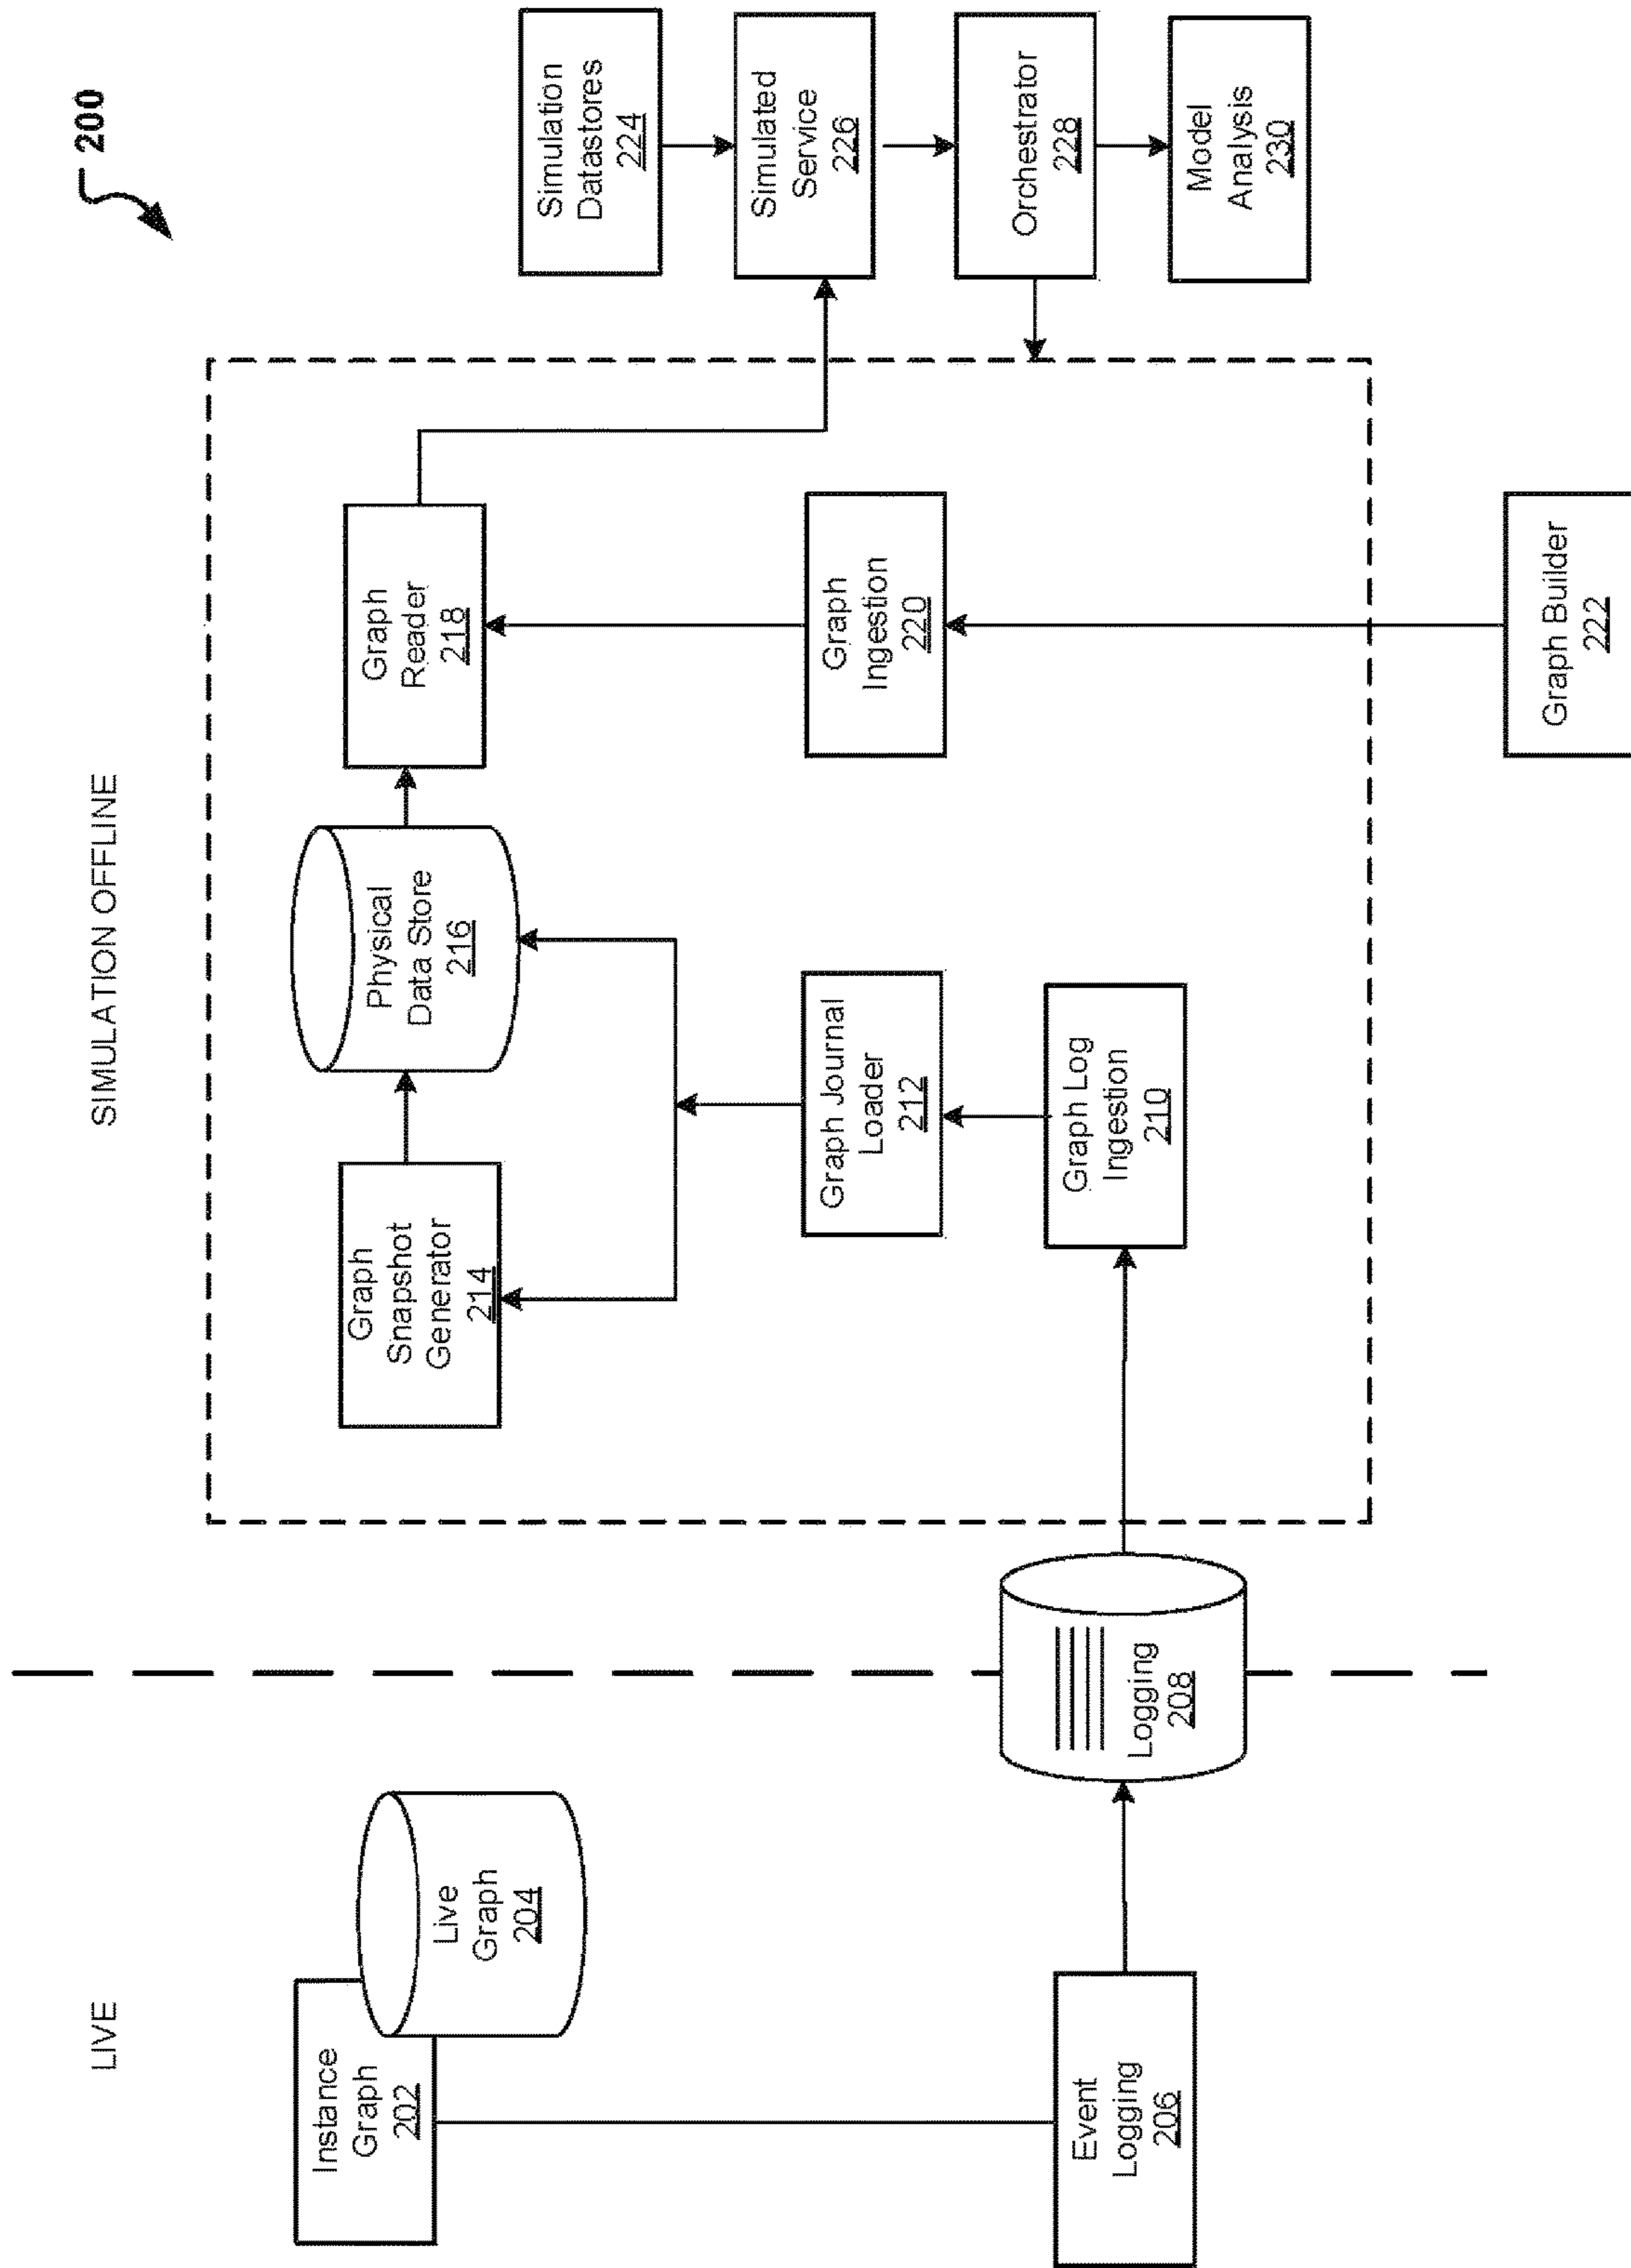 200
LIVE
SIMULATION OFFLINE
Instance
Graph
202
Live
Graph
204
Event
Logging
206
Logging
208
Graph
Snapshot
Generator
214
Physical
Data Store
216
Graph
Reader
218
Graph Journal
Loader
212
Graph Log
Ingestion
210
Graph
Ingestion
220
Graph Builder
222
Simulation
Datastores
224
Simulated
Service
226
Orchestrator
228
Model
Analysis
230